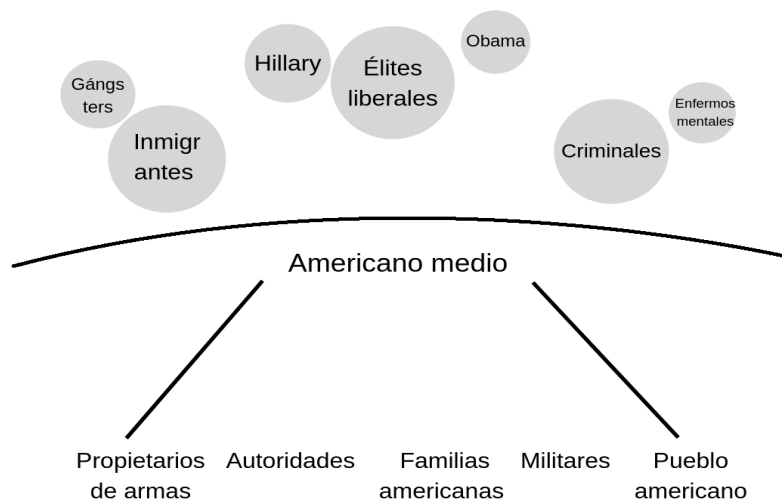 Gángs
ters
Inmigr
antes
Hillary
Élites
liberales
Obama
Criminales
Enfermos
mentales
Americano medio
Propietarios
de armas
Autoridades
Familias
americanas
Militares
Pueblo
americano